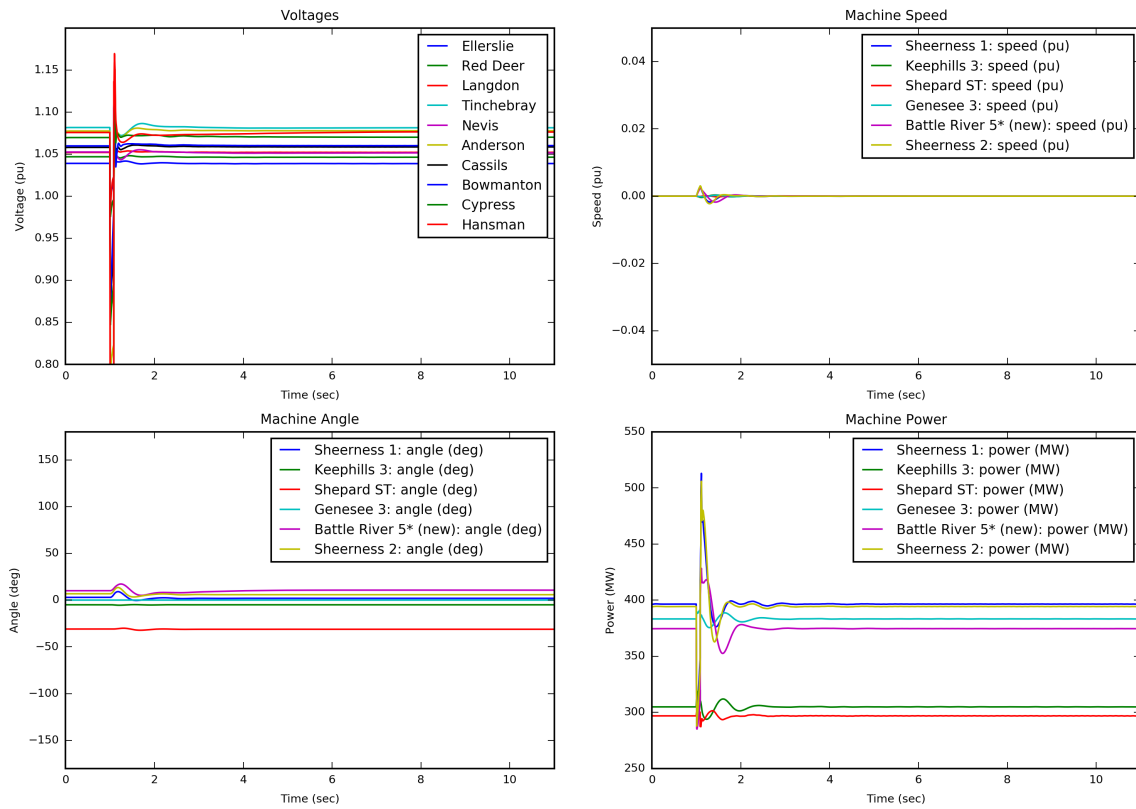 Voltages
1.15
1.10
1.05
1.00
0.95
0.90
0.85
0.80
Voltage (pu)
0 2 4 6 8 10
Time (sec)
Ellerslie
Red Deer
Langdon
Tinchebray
Nevis
Anderson
Cassils
Bowmanton
Cypress
Hansman
Machine Speed
0.04
0.02
0.00
−0.02
−0.04
Speed (pu)
0 2 4 6 8 10
Time (sec)
Sheerness 1: speed (pu)
Keephills 3: speed (pu)
Shepard ST: speed (pu)
Genesee 3: speed (pu)
Battle River 5* (new): speed (pu)
Sheerness 2: speed (pu)
Machine Angle
150
100
50
0
−50
−100
−150
Angle (deg)
0 2 4 6 8 10
Time (sec)
Sheerness 1: angle (deg)
Keephills 3: angle (deg)
Shepard ST: angle (deg)
Genesee 3: angle (deg)
Battle River 5* (new): angle (deg)
Sheerness 2: angle (deg)
Machine Power
550
500
450
400
350
300
250
Power (MW)
0 2 4 6 8 10
Time (sec)
Sheerness 1: power (MW)
Keephills 3: power (MW)
Shepard ST: power (MW)
Genesee 3: power (MW)
Battle River 5* (new): power (MW)
Sheerness 2: power (MW)